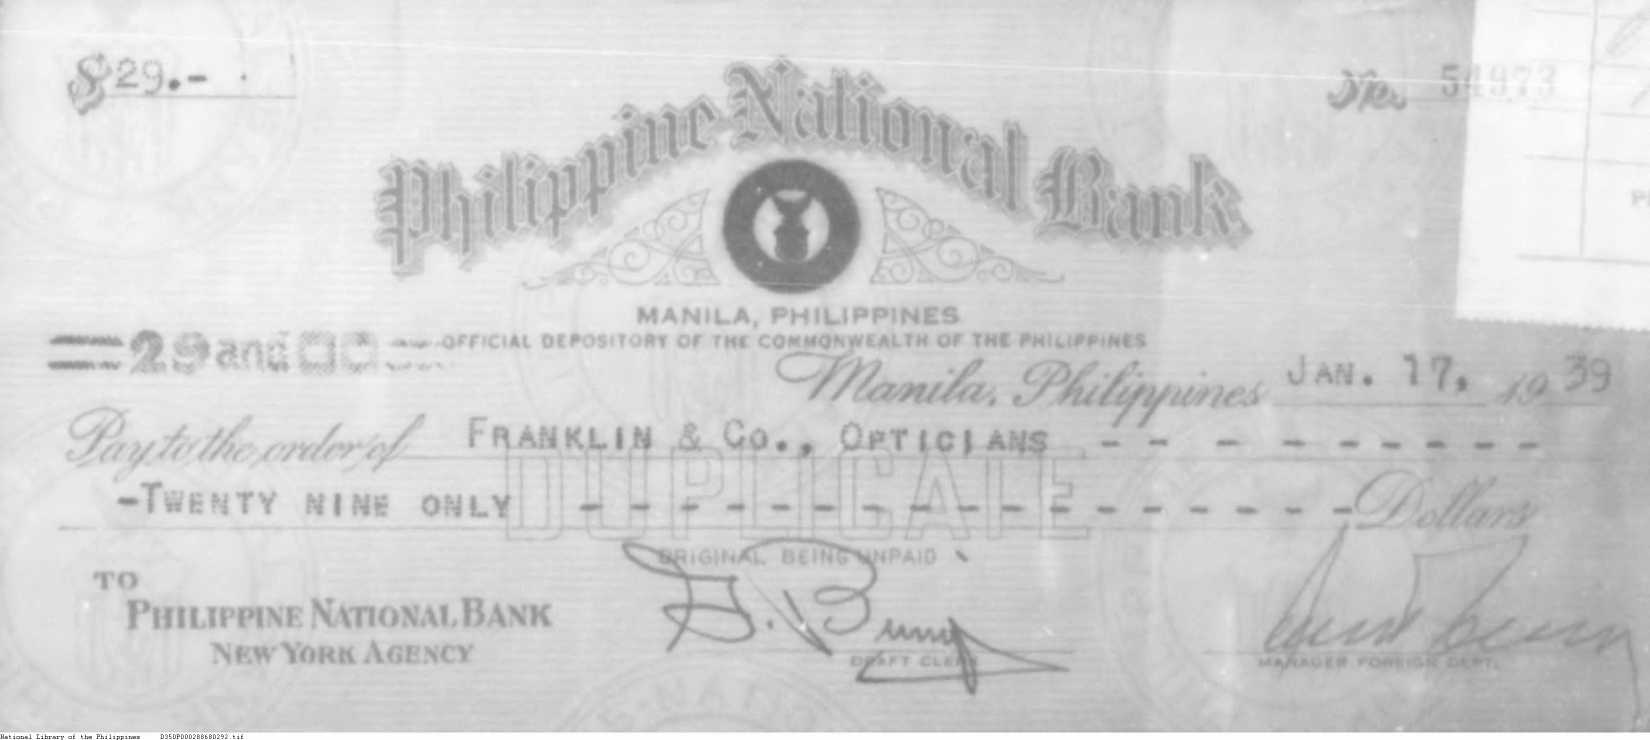 $29.-
No. 54973
Philippine National Bank
MANILA, PHILIPPINES
OFFICIAL DEPOSITORY OF THE COMMONWEALTH OF THE PHILIPPINES
29 and 00
Manila, Philippines JAN. 17, 1939
Pay to the order of FRANKLIN & CO., OPTICIANS - - - - - - - - - -
-TWENTY NINE ONLY - - - - - - - - - - - - - - - Dollars
DUPLICATE
ORIGINAL BEING UNPAID
TO
PHILIPPINE NATIONAL BANK
NEW YORK AGENCY
DRAFT CLERK
MANAGER FOREIGN DEPT.
National Library of the Philippines D350P000288680292.tif